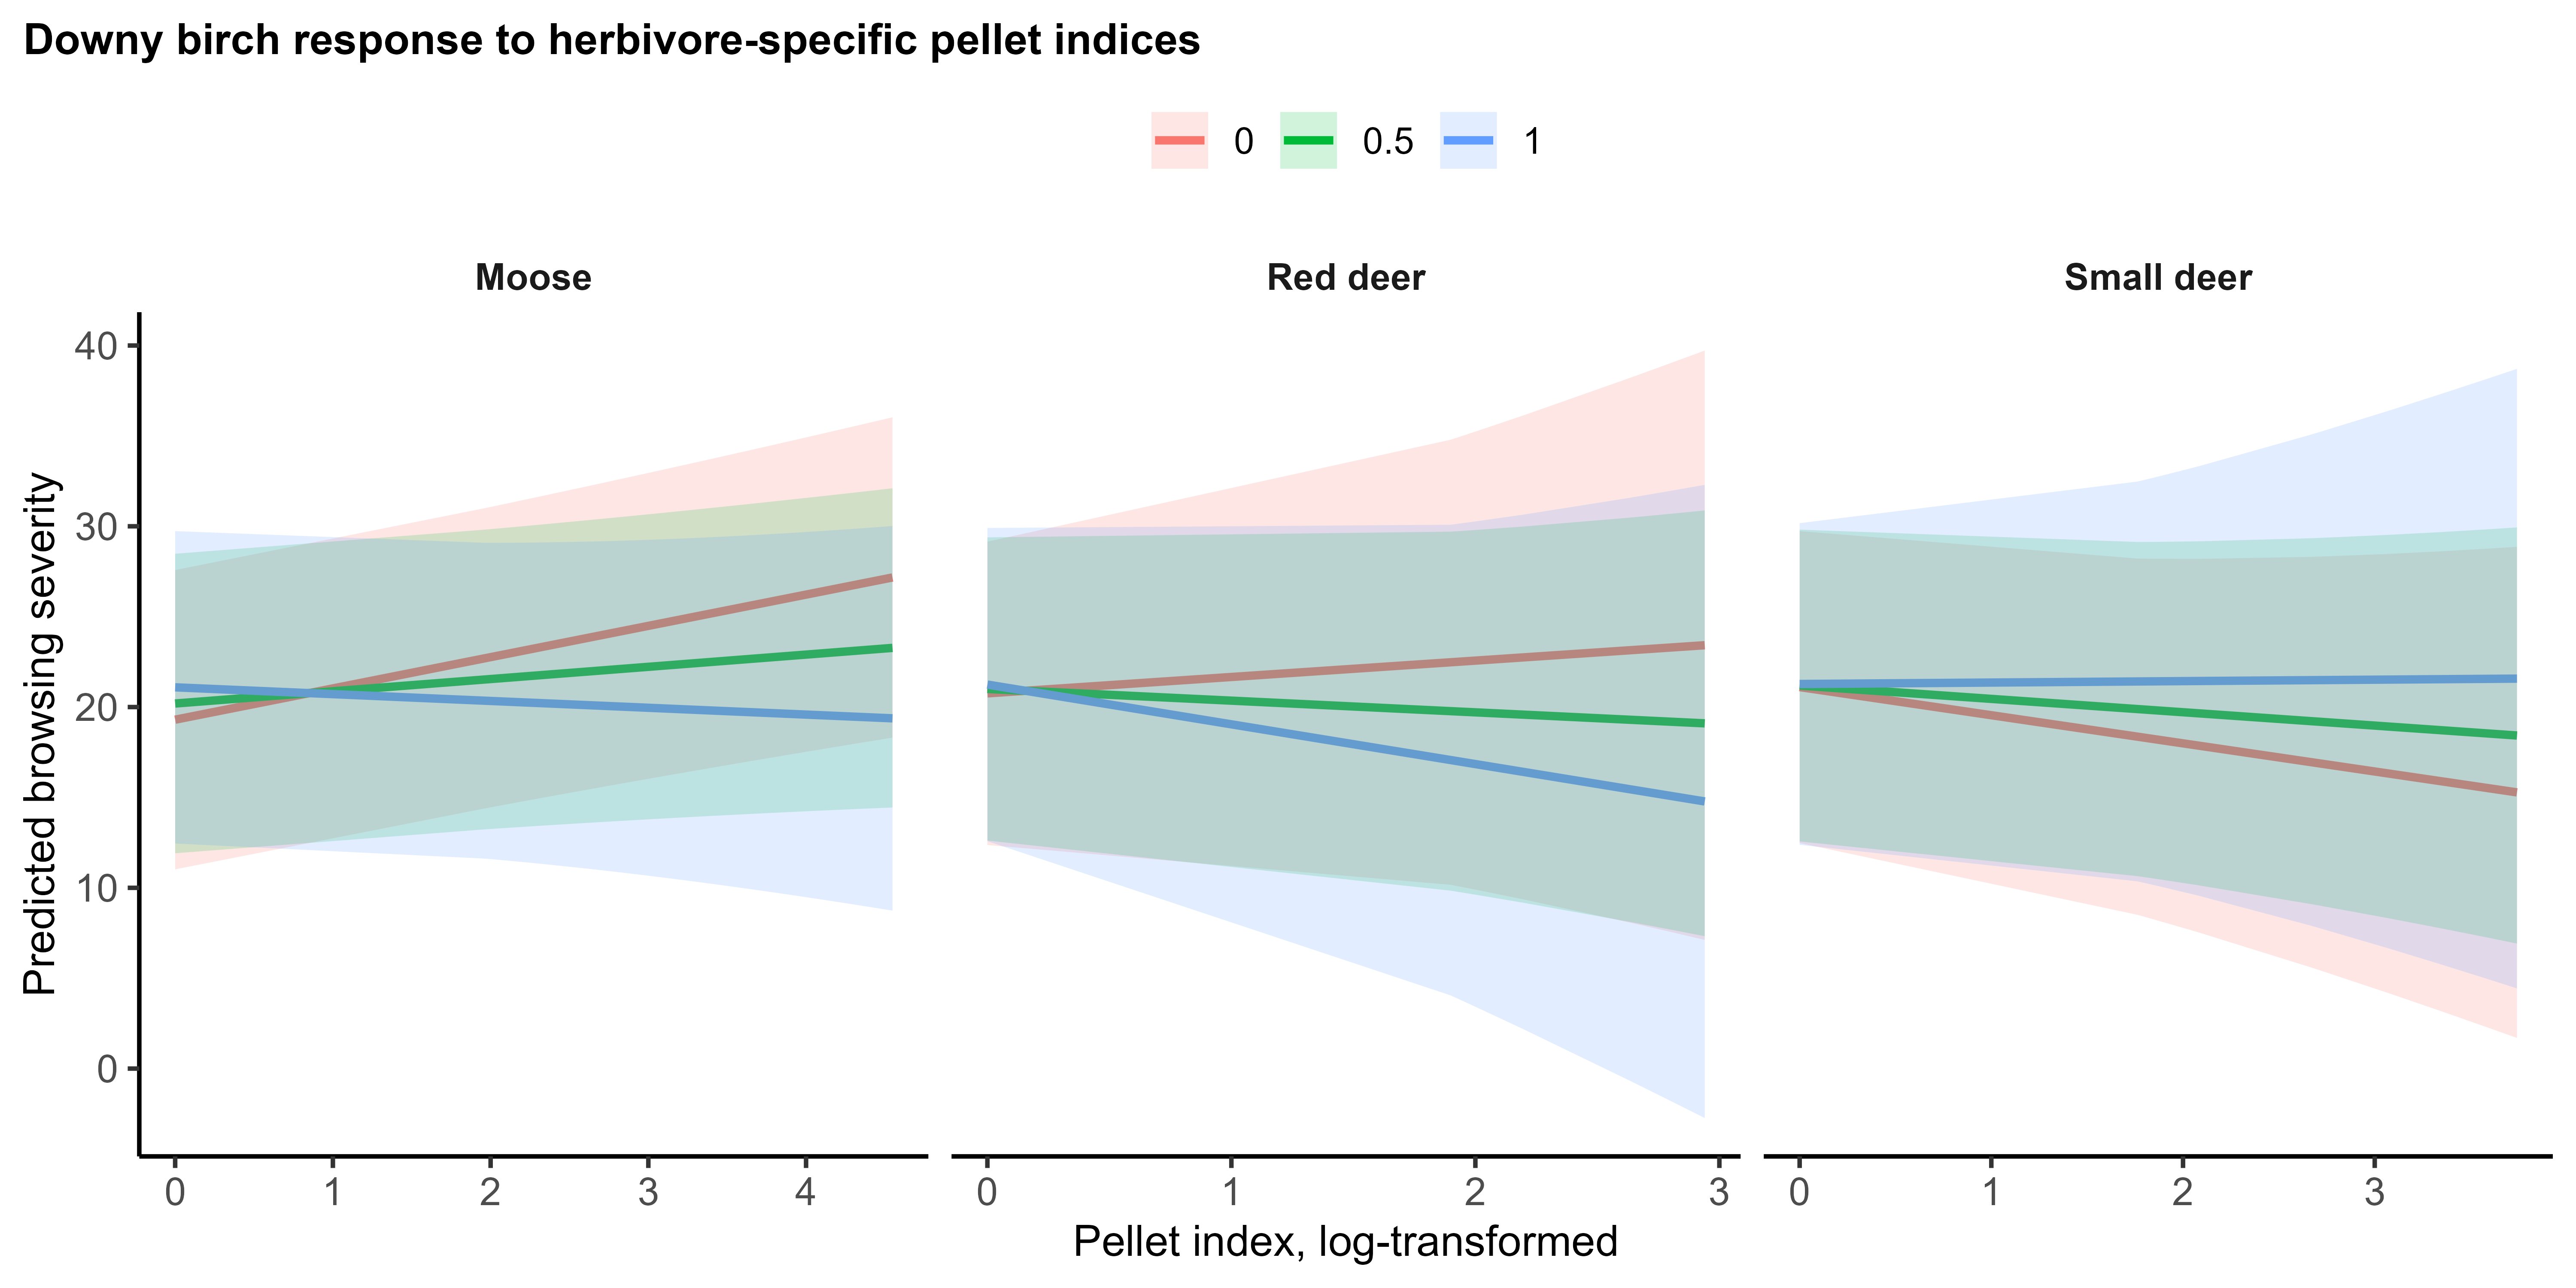 Downy birch response to herbivore-specific pellet indices
0 0.5 1
Moose Red deer Small deer
Predicted browsing severity
40
30
20
10
0
0 1 2 3 4 0 1 2 3 0 1 2 3
Pellet index, log-transformed